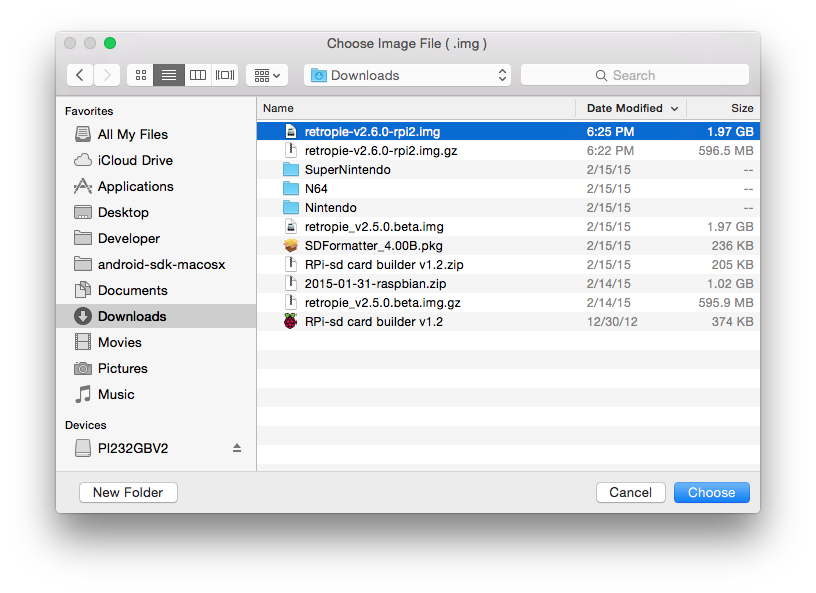 Choose Image File ( .img )
Downloads
Search
Favorites
All My Files
iCloud Drive
Applications
Desktop
Developer
android-sdk-macosx
Documents
Downloads
Movies
Pictures
Music
Devices
PI232GBV2
Name Date Modified Size
retropie-v2.6.0-rpi2.img 6:25 PM 1.97 GB
retropie-v2.6.0-rpi2.img.gz 6:22 PM 596.5 MB
SuperNintendo 2/15/15 --
N64 2/15/15 --
Nintendo 2/15/15 --
retropie_v2.5.0.beta.img 2/15/15 1.97 GB
SDFormatter_4.00B.pkg 2/15/15 236 KB
RPi-sd card builder v1.2.zip 2/15/15 205 KB
2015-01-31-raspbian.zip 2/14/15 1.02 GB
retropie_v2.5.0.beta.img.gz 2/14/15 595.9 MB
RPi-sd card builder v1.2 12/30/12 374 KB
New Folder
Cancel
Choose